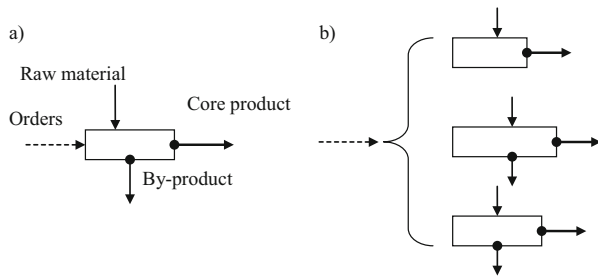 a)
b)
Raw material
Core product
Orders
By-product